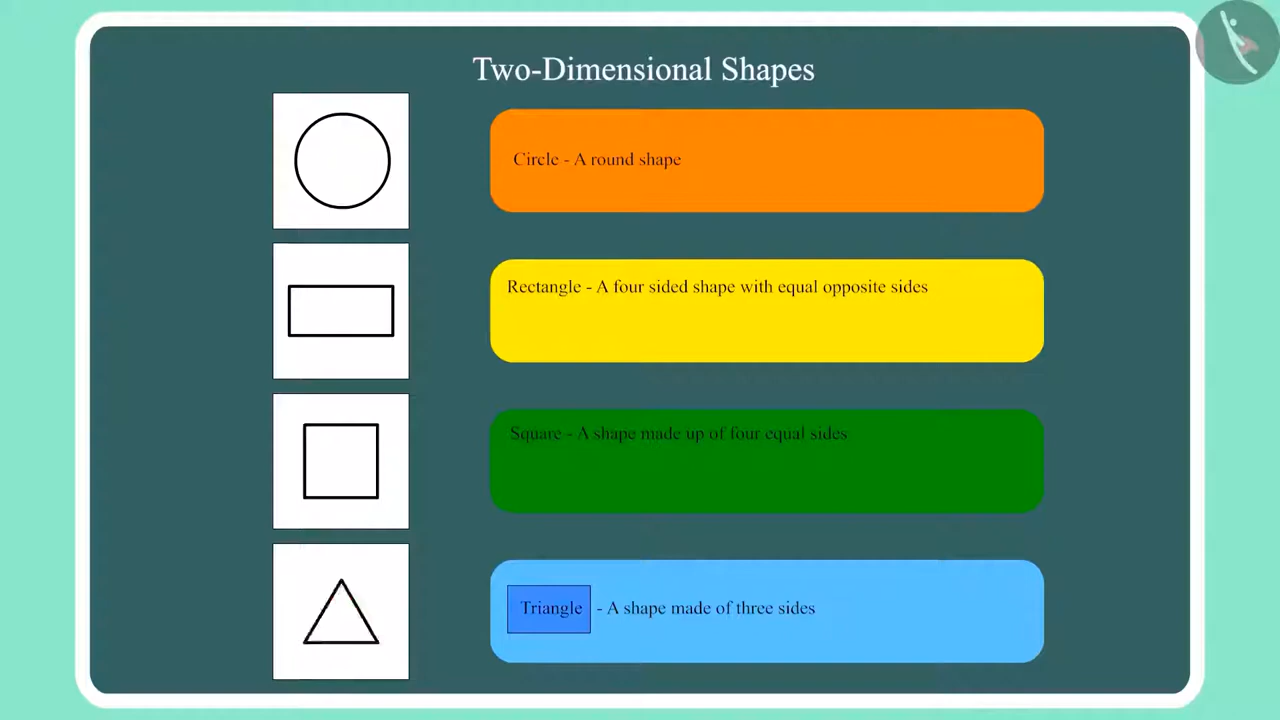 Two-Dimensional Shapes
Circle - A round shape
Rectangle - A four sided shape with equal opposite sides
Square - A shape made up of four equal sides
Triangle - A shape made of three sides